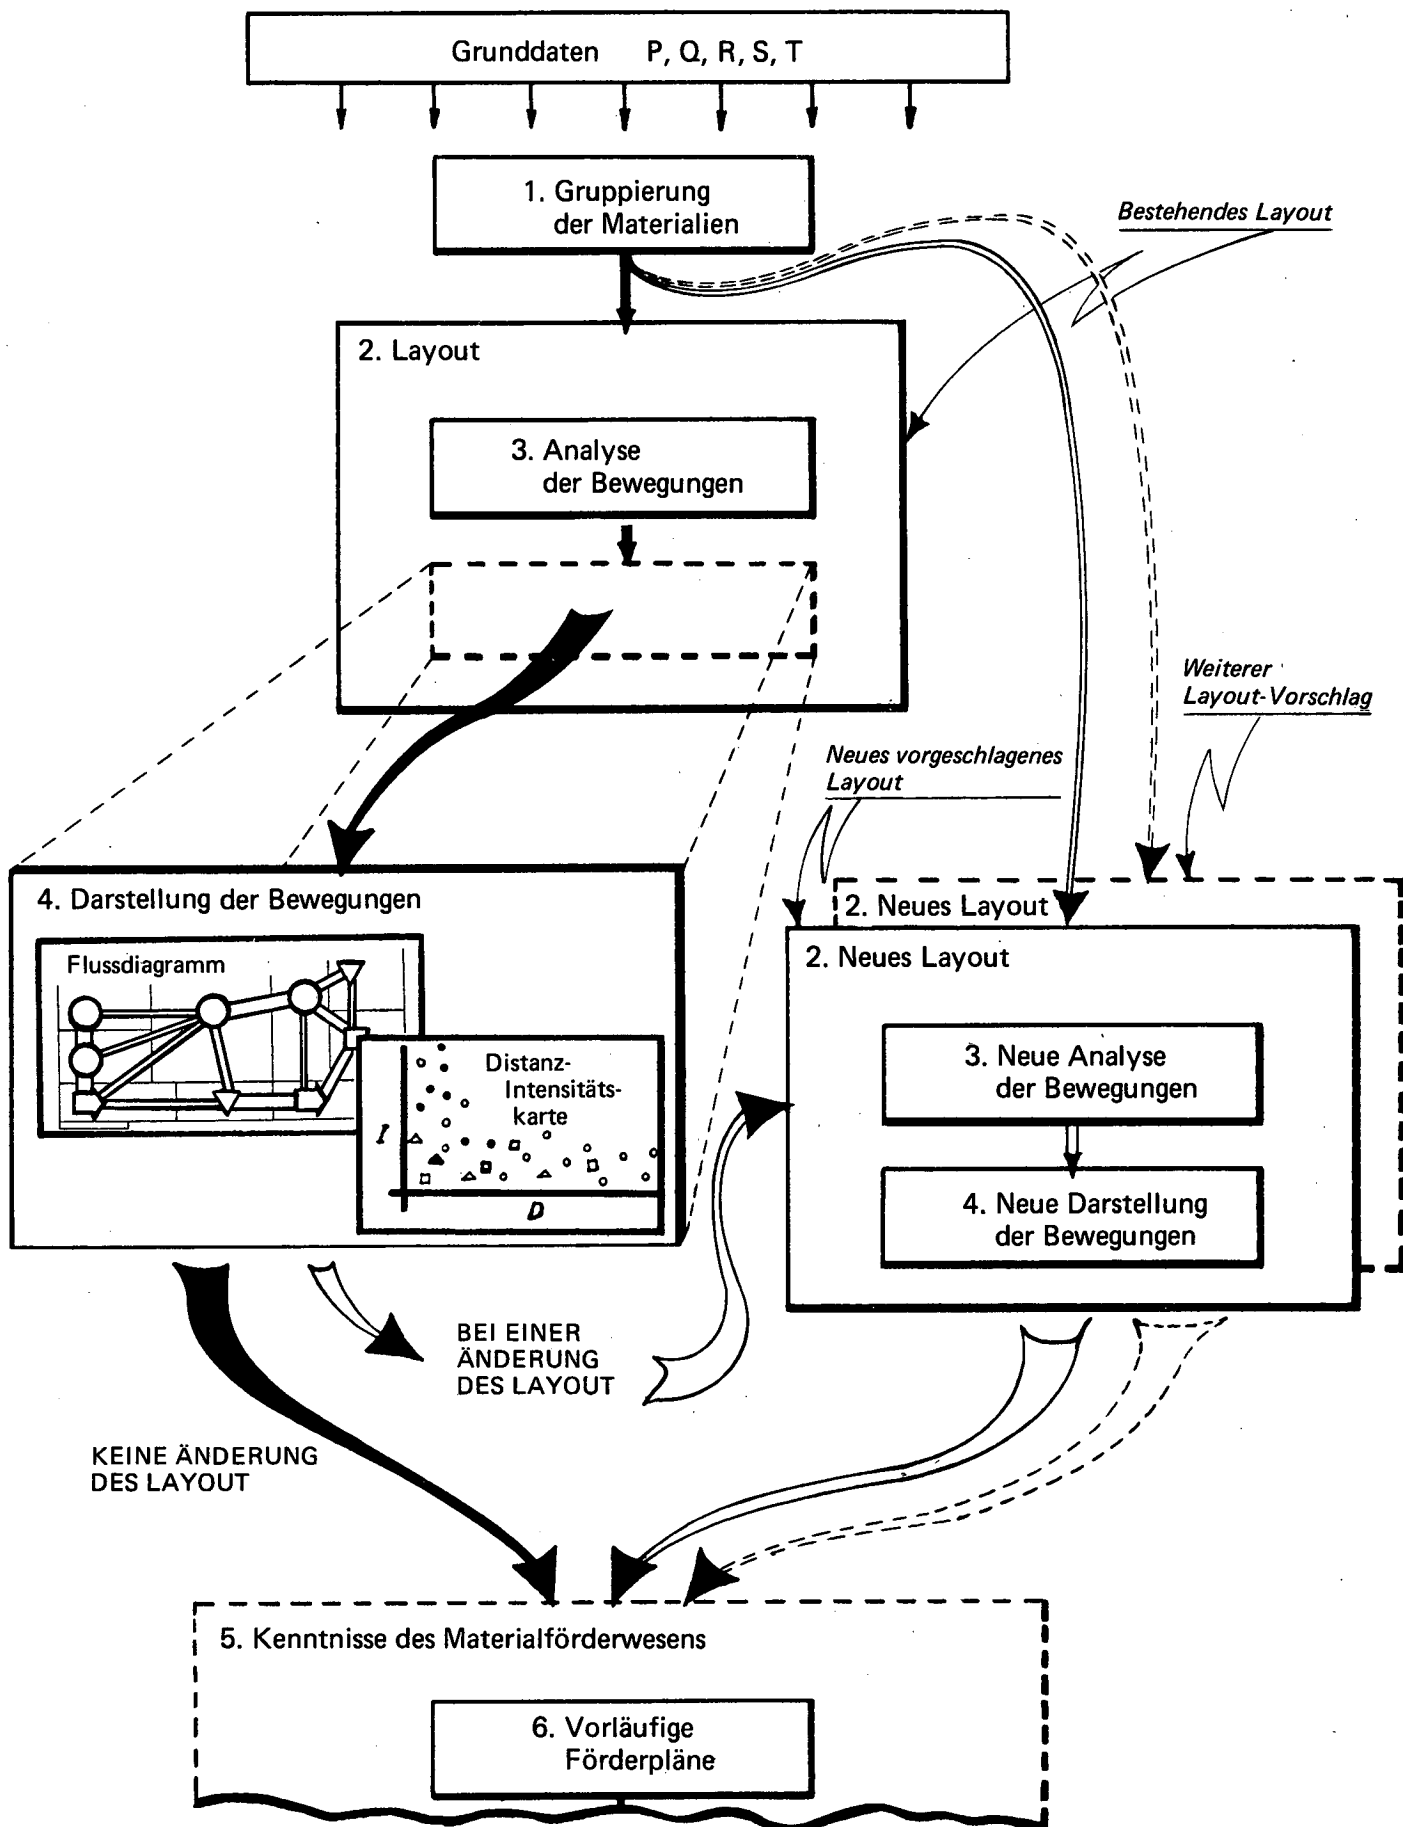 Grunddaten P, Q, R, S, T
1. Gruppierung
der Materialien
Bestehendes Layout
2. Layout
3. Analyse
der Bewegungen
Weiterer
Layout-Vorschlag
Neues vorgeschlagenes
Layout
4. Darstellung der Bewegungen
Flussdiagramm
Distanz-
Intensitäts-
karte
I
D
2. Neues Layout
2. Neues Layout
3. Neue Analyse
der Bewegungen
4. Neue Darstellung
der Bewegungen
BEI EINER
ÄNDERUNG
DES LAYOUT
KEINE ÄNDERUNG
DES LAYOUT
5. Kenntnisse des Materialförderwesens
6. Vorläufige
Förderpläne